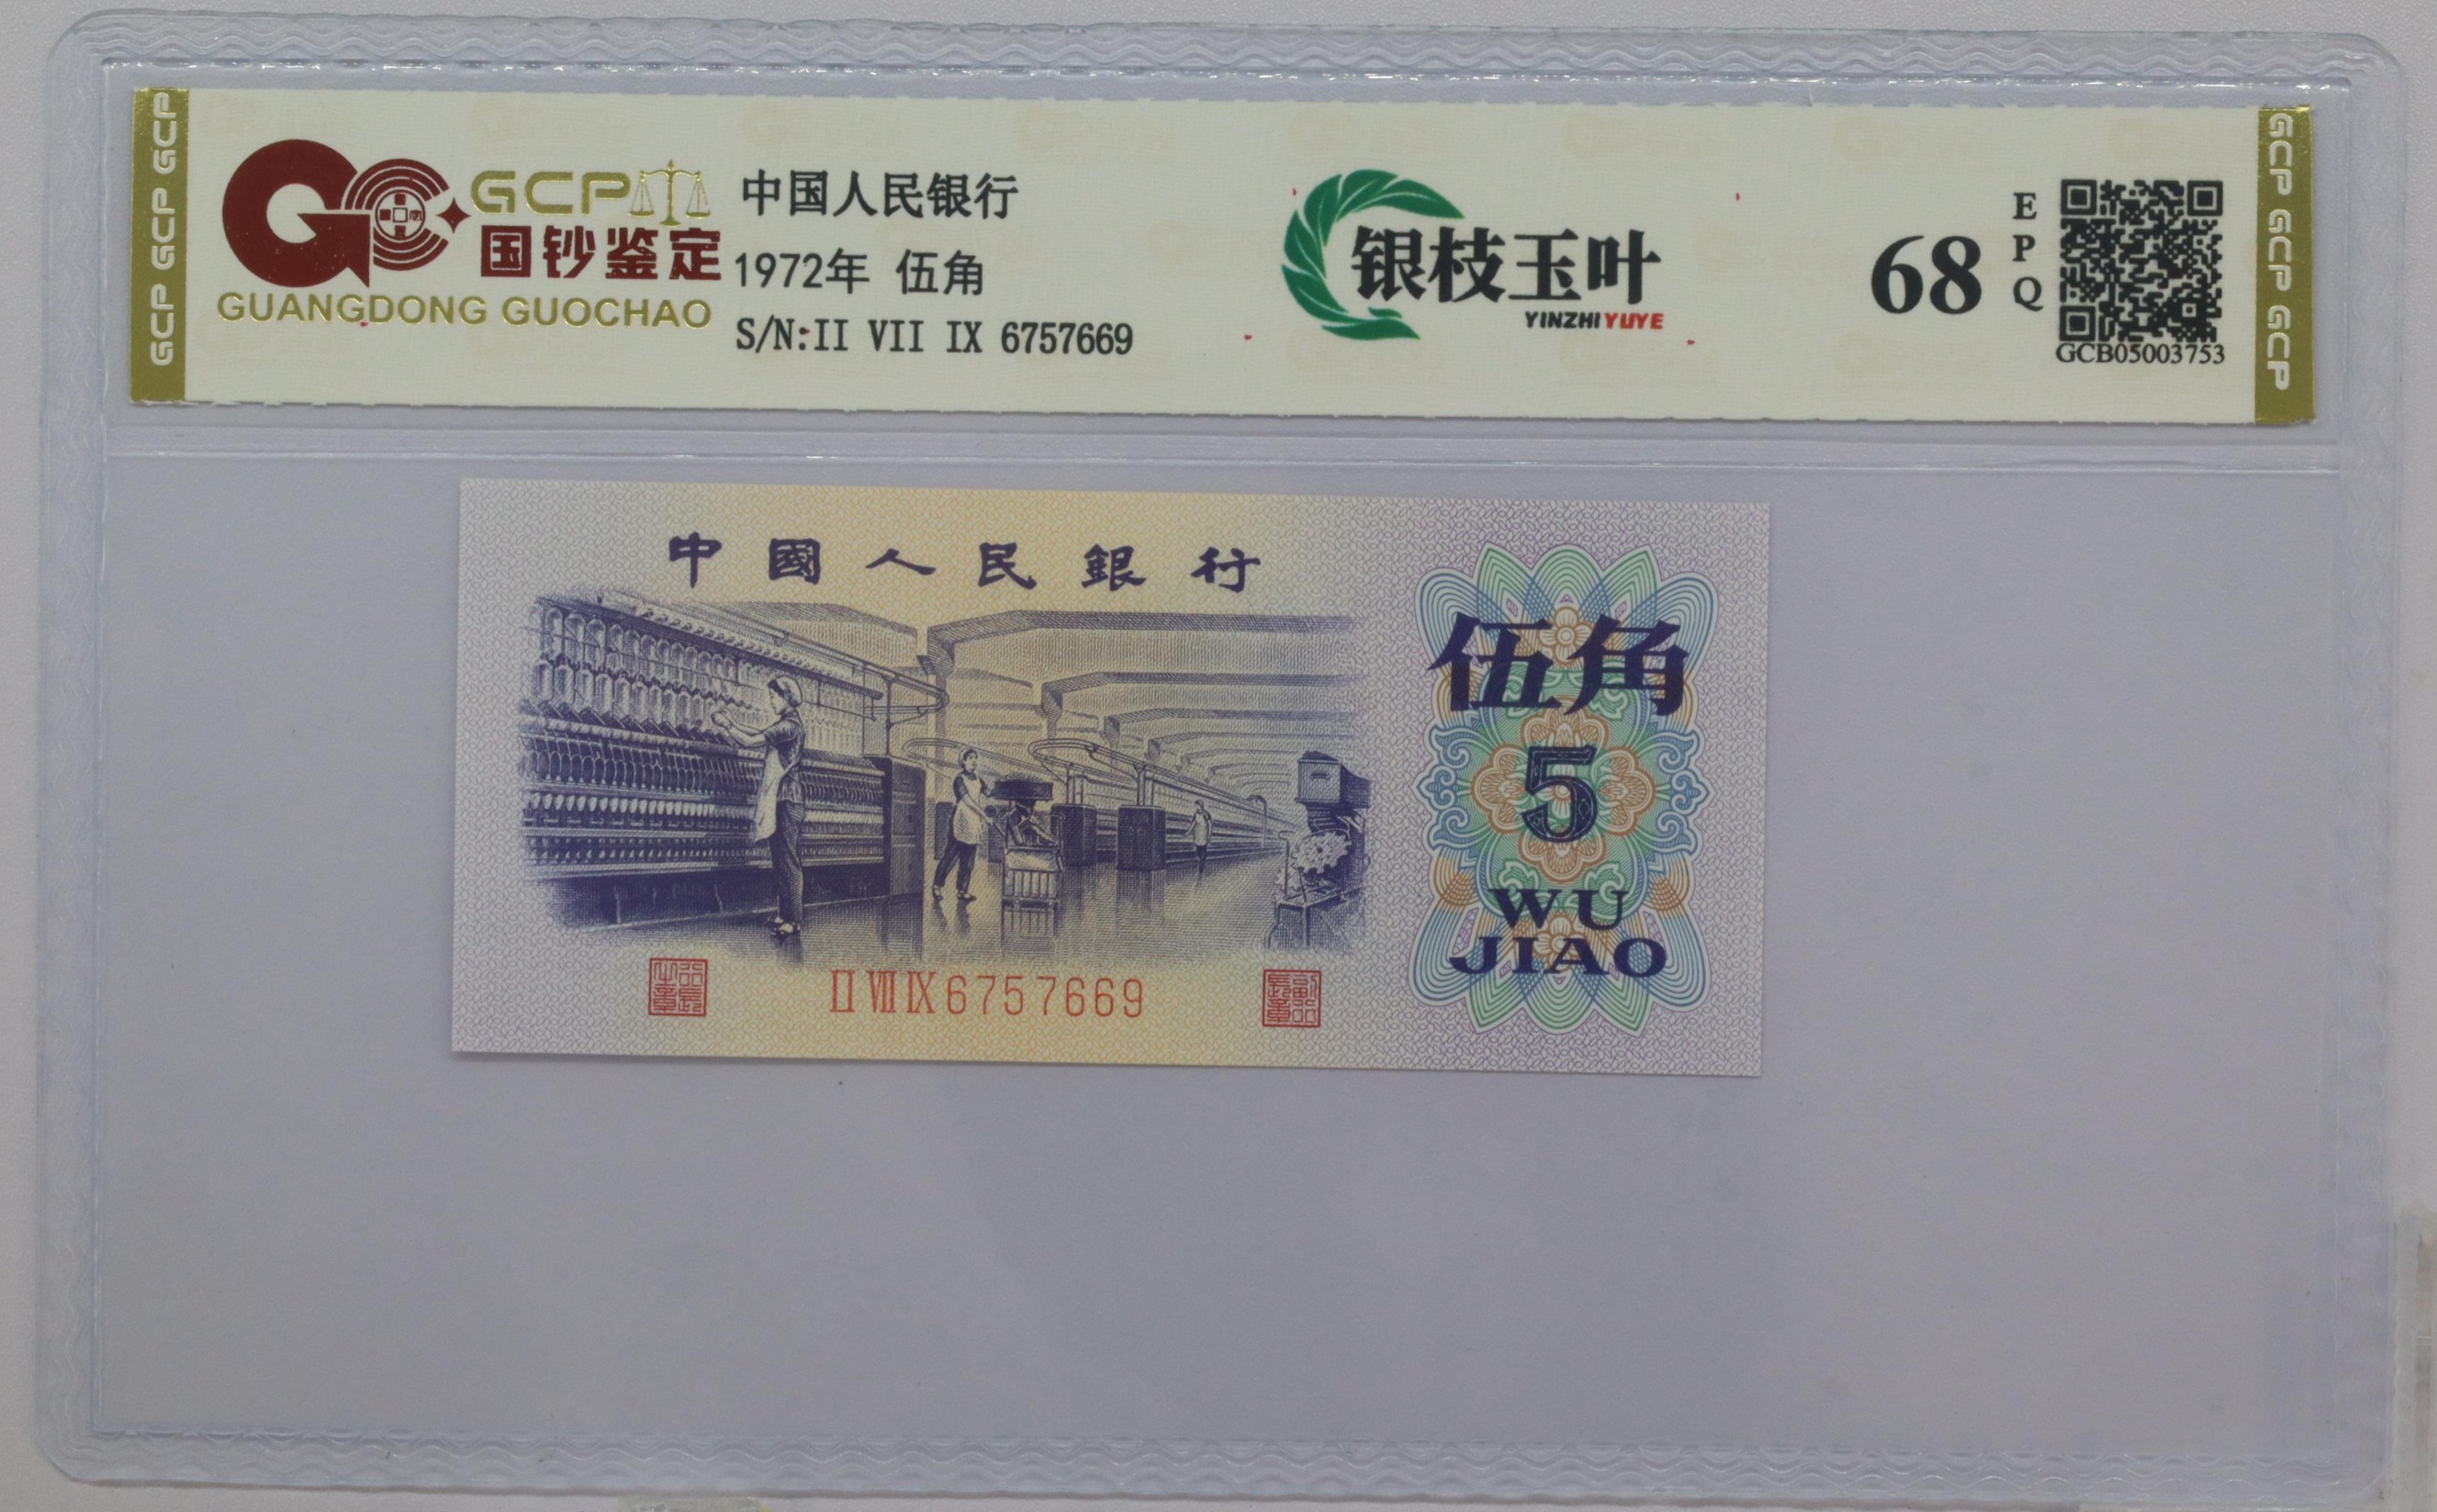 GCP GCP GCP
GCP
国钞鉴定
GUANGDONG GUOCHAO
中国人民银行
1972年 伍角
S/N:II VII IX 6757669
银枝玉叶
YINZHIYUYE
68
EPQ
GCB05003753
GCP GCP GCP
中國人民銀行
伍角
5
WU
JIAO
II VII IX 6757669